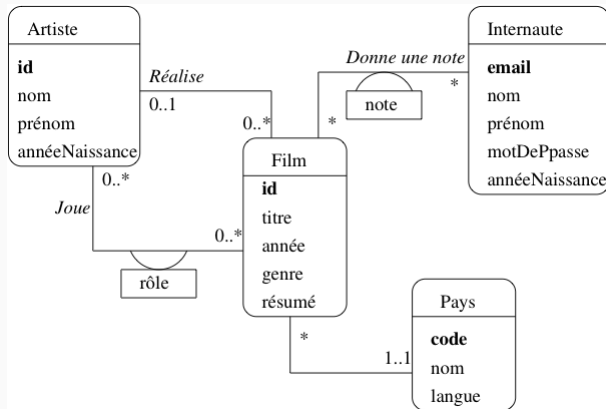 Artiste
id
nom
prénom
annéeNaissance
Réalise
0..1
0..*
Donne une note
*
*
note
Internaute
email
nom
prénom
motDePpasse
annéeNaissance
0..*
Joue
0..*
rôle
Film
id
titre
année
genre
résumé
*
1..1
Pays
code
nom
langue